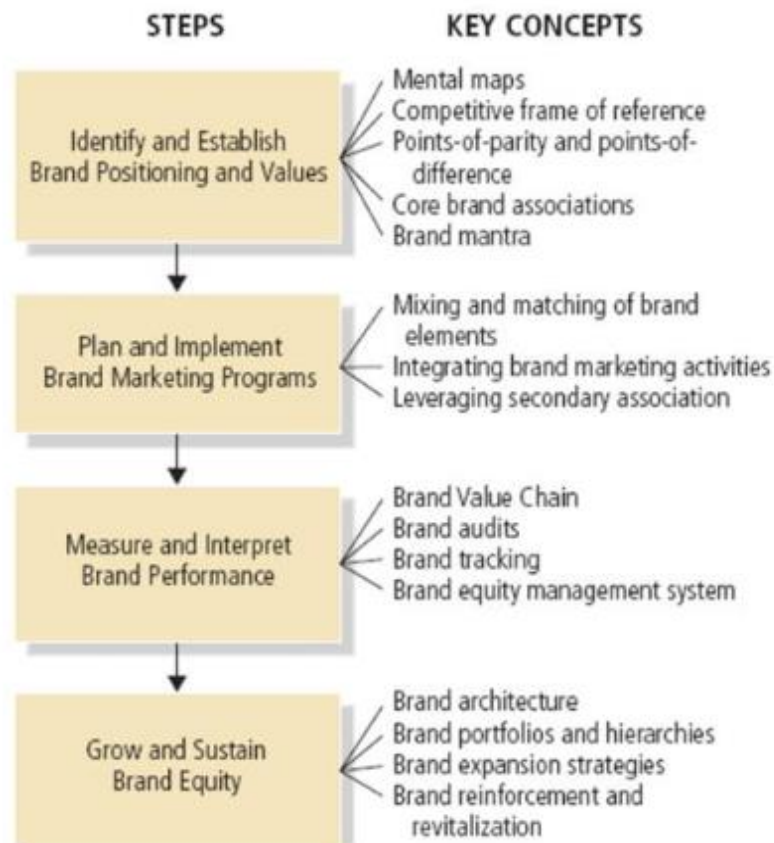 STEPS
KEY CONCEPTS
Identify and Establish
Brand Positioning and Values
Mental maps
Competitive frame of reference
Points-of-parity and points-of-
difference
Core brand associations
Brand mantra
Plan and Implement
Brand Marketing Programs
Mixing and matching of brand
elements
Integrating brand marketing activities
Leveraging secondary association
Measure and Interpret
Brand Performance
Brand Value Chain
Brand audits
Brand tracking
Brand equity management system
Grow and Sustain
Brand Equity
Brand architecture
Brand portfolios and hierarchies
Brand expansion strategies
Brand reinforcement and
revitalization